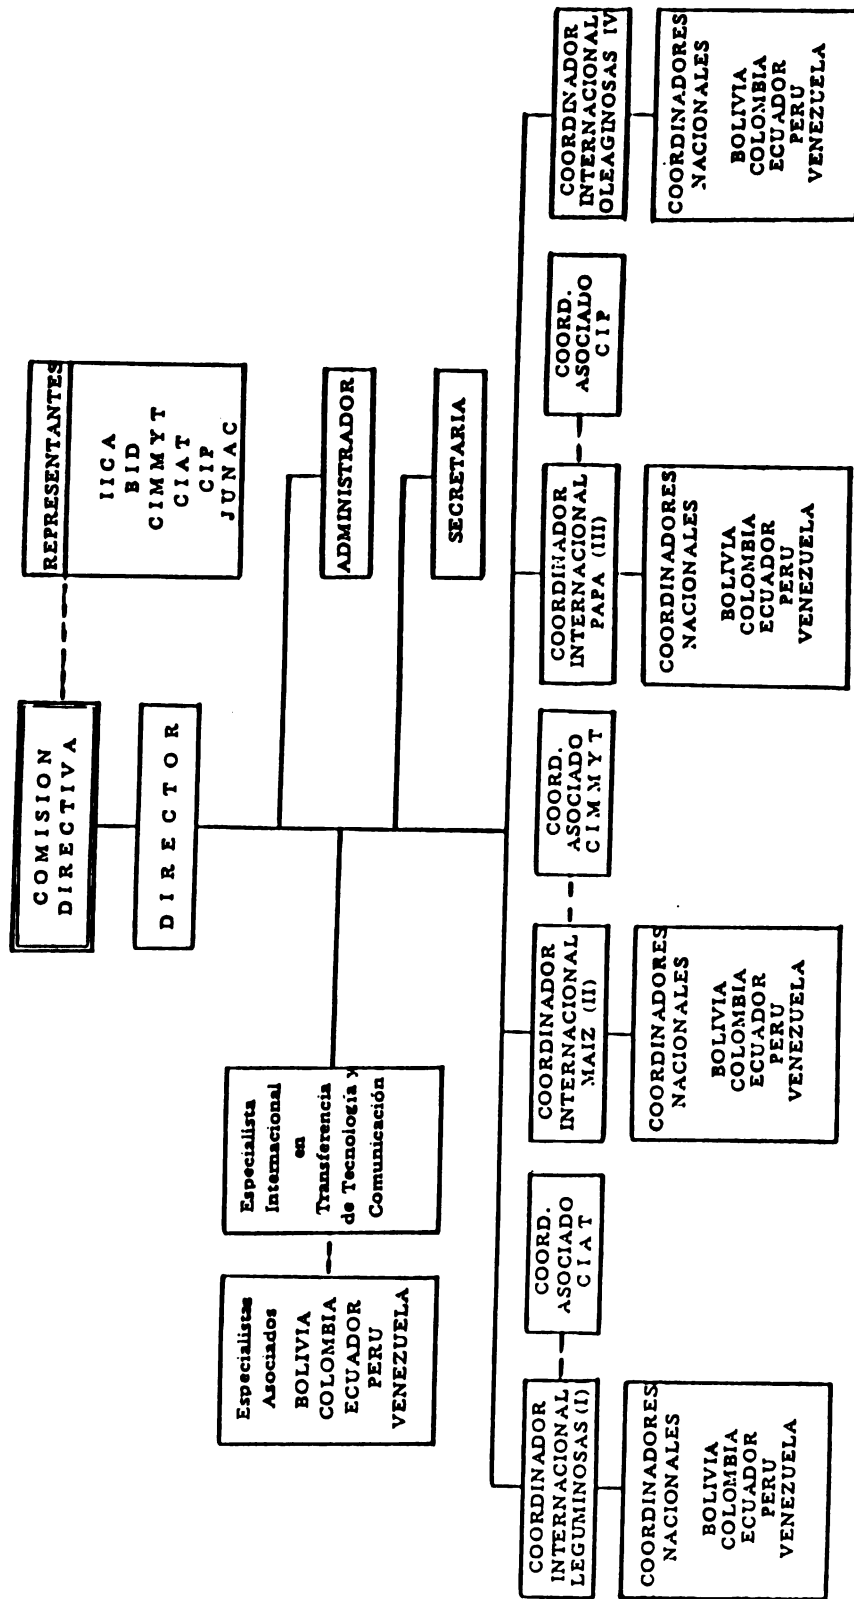 COMISION
DIRECTIVA
REPRESENTANTES
IICA
BID
CIMMYT
CIAT
CIP
JUNAC
DIRECTOR
ADMINISTRADOR
SECRETARIA
Especialistas
Asociados
BOLIVIA
COLOMBIA
ECUADOR
PERU
VENEZUELA
Especialista
Internacional
en
Transferencia
de Tecnología y
Comunicación
COORDINADOR
INTERNACIONAL
LEGUMINOSAS (I)
COORD.
ASOCIADO
CIAT
COORDINADORES
NACIONALES
BOLIVIA
COLOMBIA
ECUADOR
PERU
VENEZUELA
COORDINADOR
INTERNACIONAL
MAIZ (II)
COORD.
ASOCIADO
CIMMYT
COORDINADORES
NACIONALES
BOLIVIA
COLOMBIA
ECUADOR
PERU
VENEZUELA
COORDINADOR
INTERNACIONAL
PAPA (III)
COORD.
ASOCIADO
CIP
COORDINADORES
NACIONALES
BOLIVIA
COLOMBIA
ECUADOR
PERU
VENEZUELA
COORDINADOR
INTERNACIONAL
OLEAGINOSAS IV
COORDINADORES
NACIONALES
BOLIVIA
COLOMBIA
ECUADOR
PERU
VENEZUELA